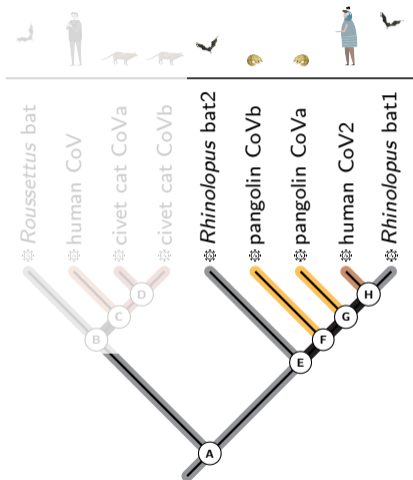 Roussettus bat
human CoV
civet cat CoVa
civet cat CoVb
Rhinolopus bat2
pangolin CoVb
pangolin CoVa
human CoV2
Rhinolopus bat1
D
H
C
G
B
F
E
A